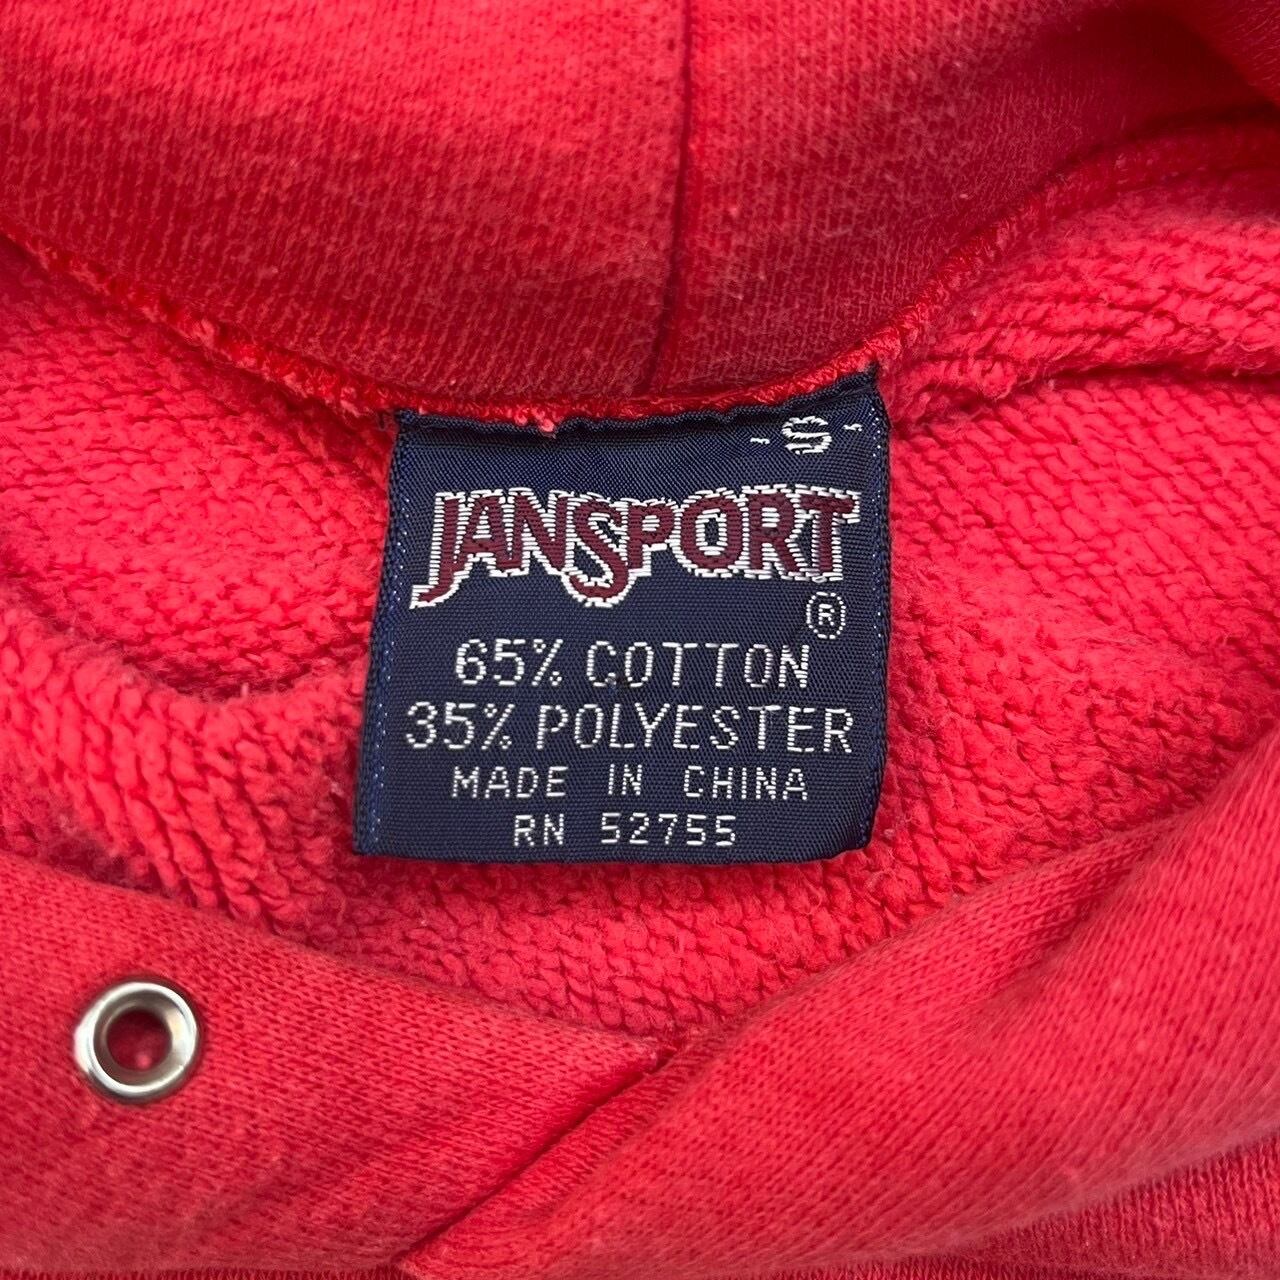 -S-
JANSPORT
®
65% COTTON
35% POLYESTER
MADE IN CHINA
RN 52755